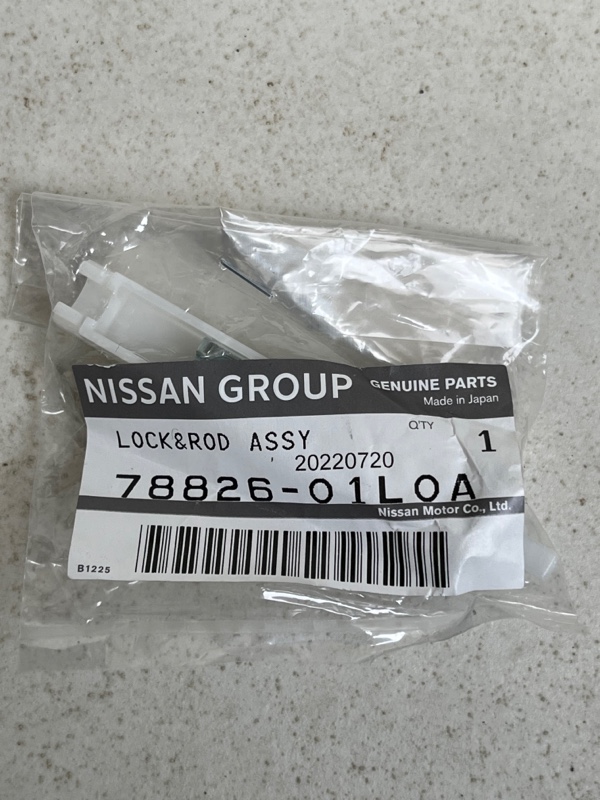 NISSAN GROUP GENUINE PARTS
Made in Japan
LOCK&ROD ASSY Q'TY 1
20220720
78826-01L0A
Nissan Motor Co., Ltd.
B1225